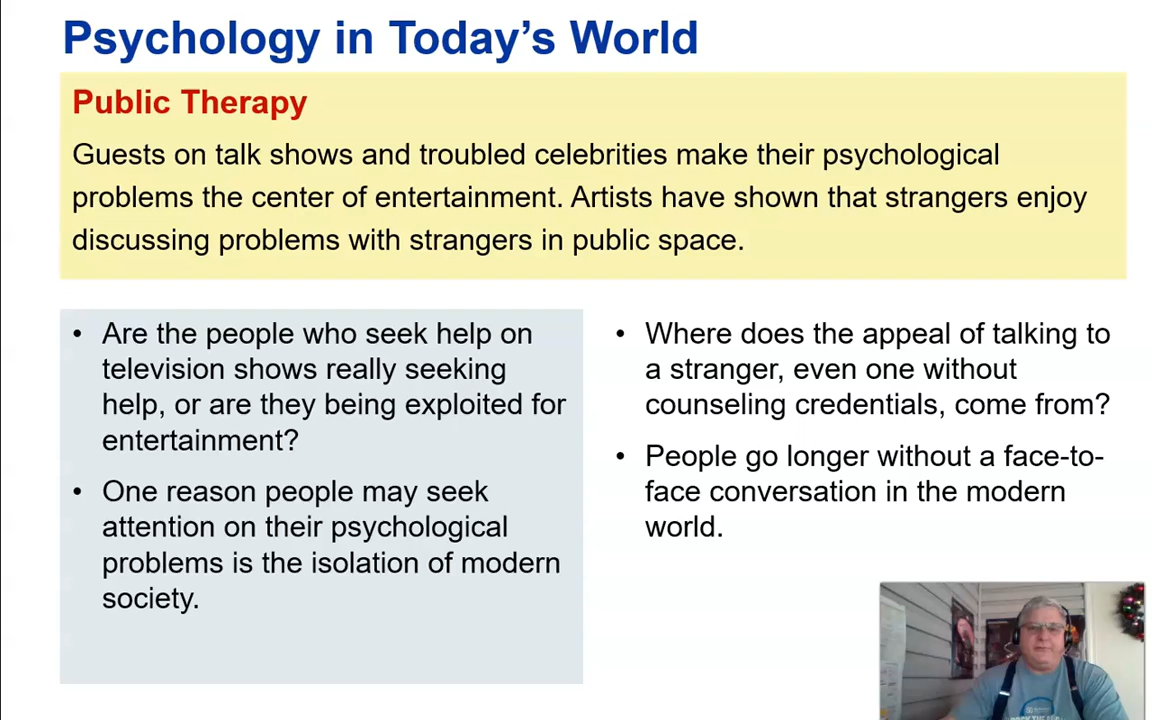 Psychology in Today’s World
Public Therapy
Guests on talk shows and troubled celebrities make their psychological
problems the center of entertainment. Artists have shown that strangers enjoy
discussing problems with strangers in public space.
• Are the people who seek help on
television shows really seeking
help, or are they being exploited for
entertainment?
• One reason people may seek
attention on their psychological
problems is the isolation of modern
society.
• Where does the appeal of talking to
a stranger, even one without
counseling credentials, come from?
• People go longer without a face-to-
face conversation in the modern
world.